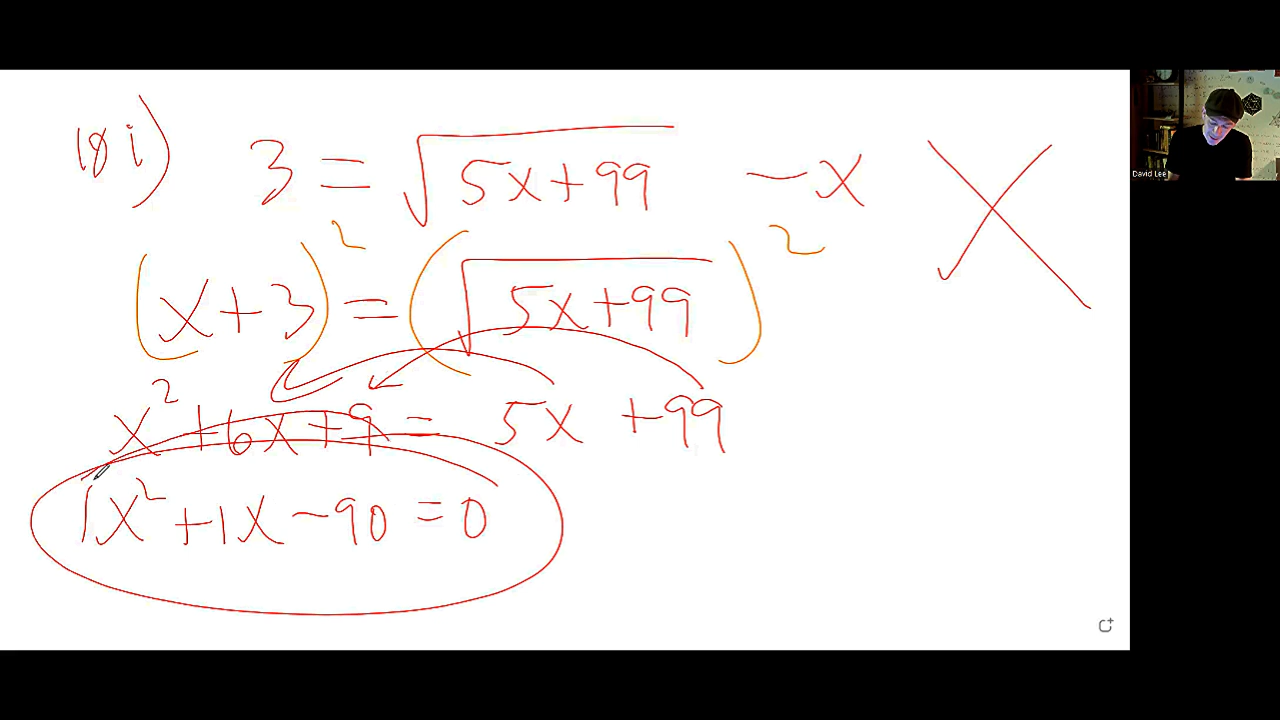 18 i) 3 = √(5x+99) - x
(x+3)² = (√(5x+99))²
x² + 6x + 9 = 5x + 99
1x² + 1x - 90 = 0
David Lee